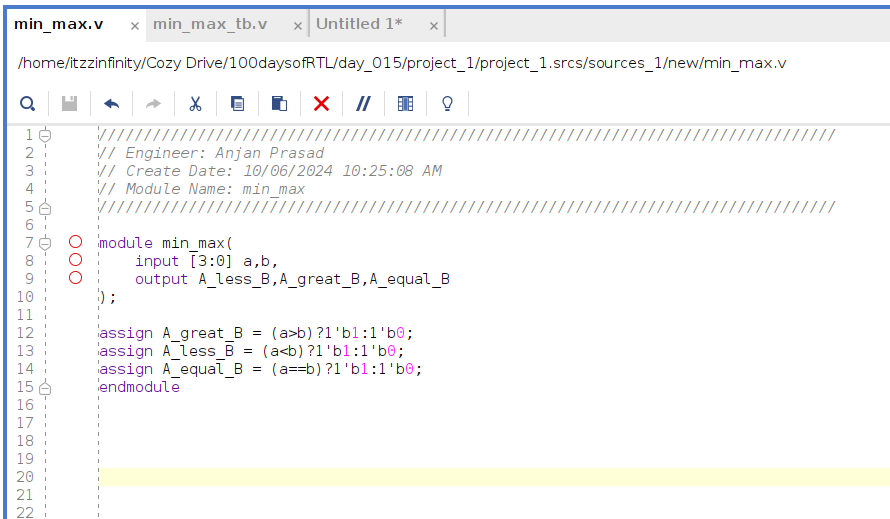 min_max.v × min_max_tb.v × Untitled 1* ×
/home/itzzinfinity/Cozy Drive/100daysofRTL/day_015/project_1/project_1.srcs/sources_1/new/min_max.v
1 //////////////////////////////////////////////////////////////////////////////////
2 // Engineer: Anjan Prasad
3 // Create Date: 10/06/2024 10:25:08 AM
4 // Module Name: min_max
5 //////////////////////////////////////////////////////////////////////////////////
6
7 module min_max(
8 input [3:0] a,b,
9 output A_less_B,A_great_B,A_equal_B
10 );
11
12 assign A_great_B = (a>b)?1'b1:1'b0;
13 assign A_less_B = (a<b)?1'b1:1'b0;
14 assign A_equal_B = (a==b)?1'b1:1'b0;
15 endmodule
16
17
18
19
20
21
22